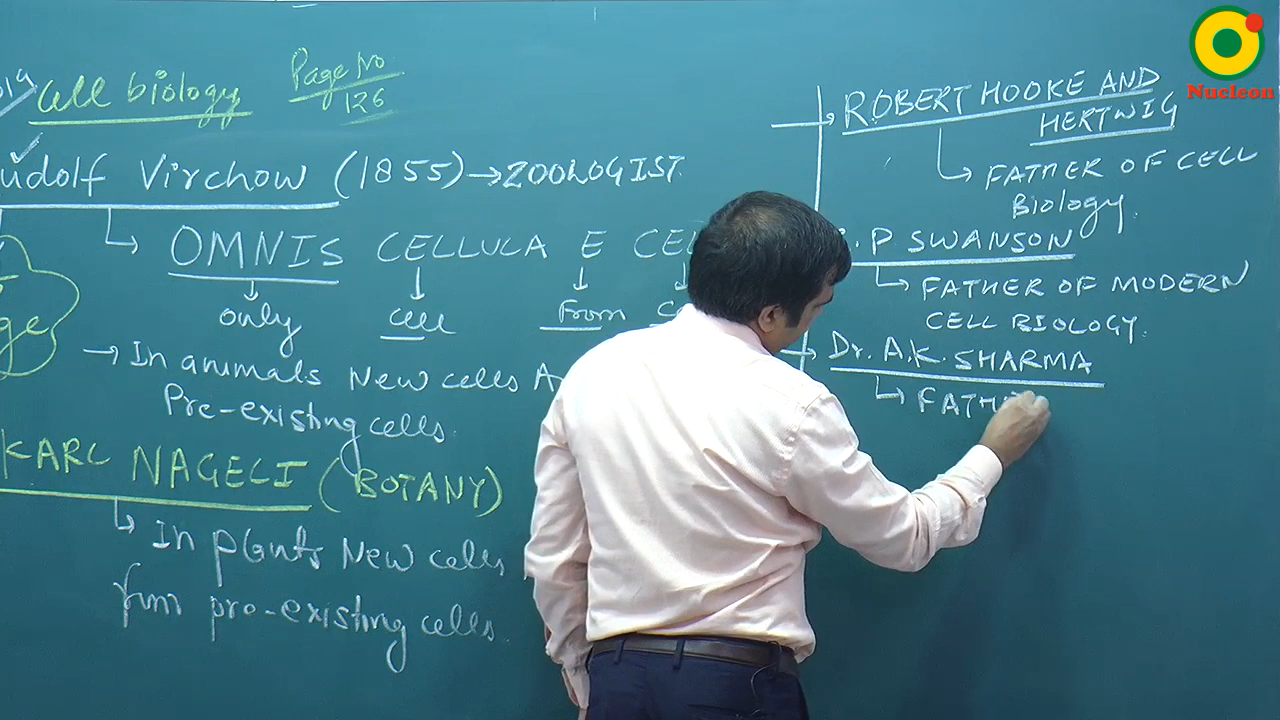 Cell biology
Page No
126
udolf Virchow (1855) → ZOOLOGIST
OMNIS CELLULA E CEL
only cell From
→ In animals New cells A
Pre-existing cells.
KARL NAGELI (BOTANY)
In plants New cells
from pre-existing cells.
ROBERT HOOKE AND
HERTWIG
FATHER OF CELL
Biology.
. P SWANSON
FATHER OF MODERN
CELL BIOLOGY.
Dr. A.K. SHARMA
FATHE
Nucleon